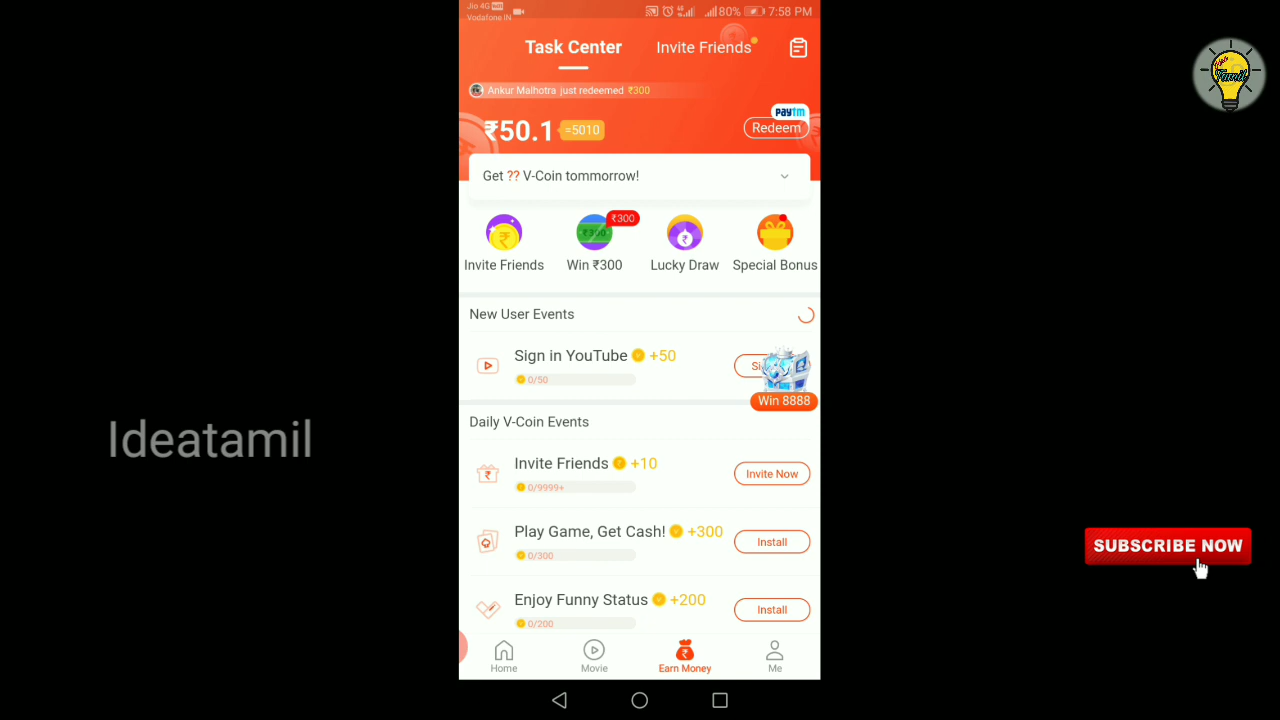 Jio 4G VoWiFi
Vodafone IN
80% 7:58 PM
Task Center
Invite Friends
Ankur Malhotra just redeemed ₹300
₹50.1 =5010
paytm
Redeem
Get ?? V-Coin tommorrow!
₹300
₹300
Invite Friends
Win ₹300
Lucky Draw
Special Bonus
New User Events
Sign in YouTube +50
0/50
Win 8888
Daily V-Coin Events
Invite Friends +10
0/9999+
Invite Now
Play Game, Get Cash! +300
0/300
Install
Enjoy Funny Status +200
0/200
Install
Home
Movie
Earn Money
Me
Ideatamil
Tamil
SUBSCRIBE NOW